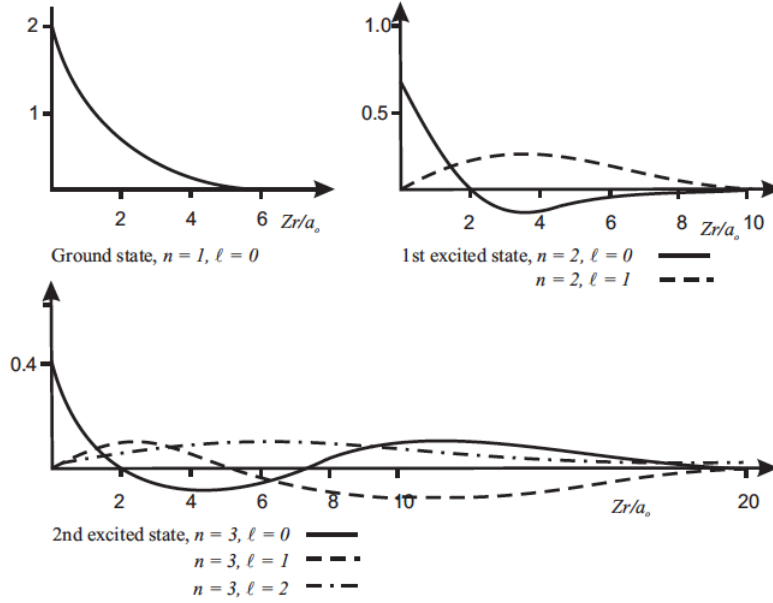 2
1
2 4 6 Zr/aₒ
Ground state, n = 1, ℓ = 0
1.0
0.5
2 4 6 8 10
Zr/aₒ
1st excited state, n = 2, ℓ = 0
n = 2, ℓ = 1
0.4
2 4 6 8 10 20
Zr/aₒ
2nd excited state, n = 3, ℓ = 0
n = 3, ℓ = 1
n = 3, ℓ = 2